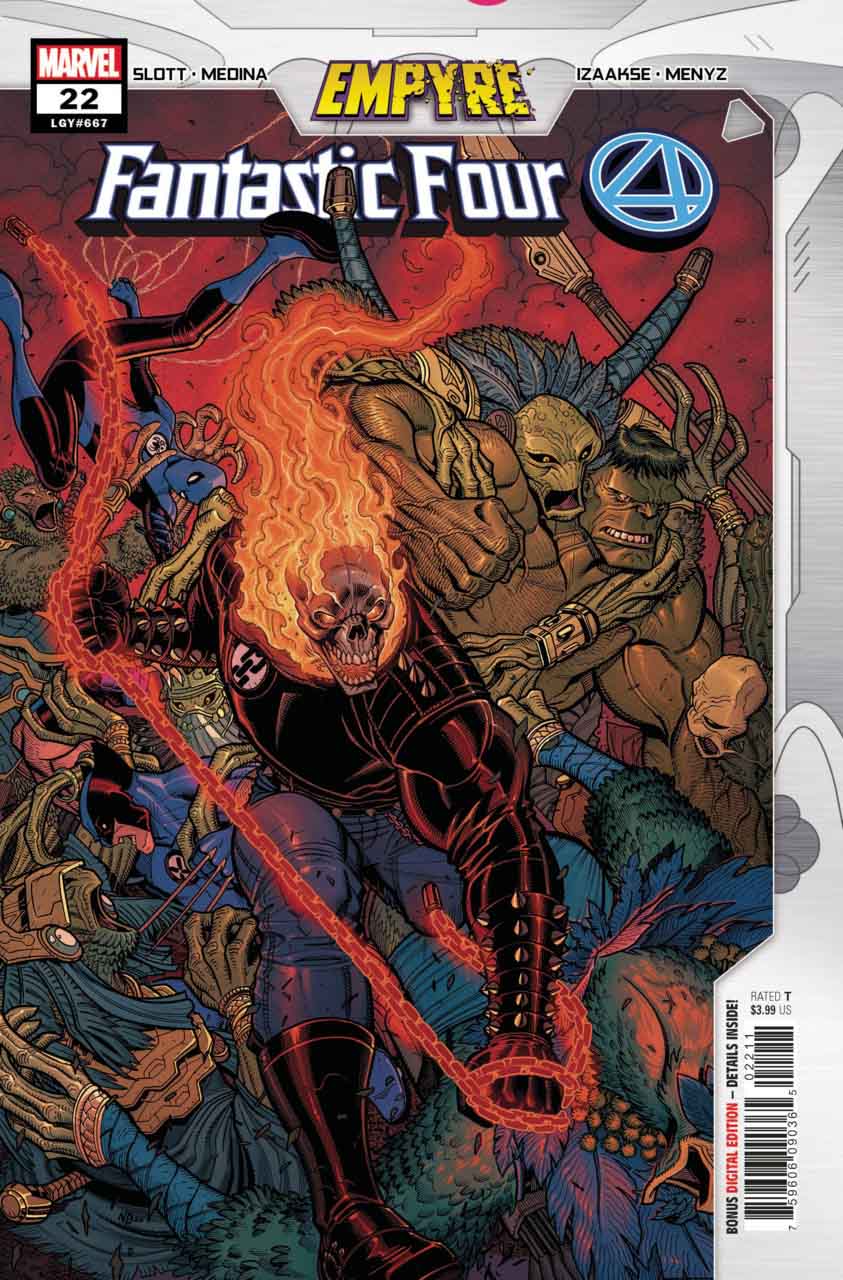 MARVEL
22
LGY#667
SLOTT • MEDINA
EMPYRE
IZAAKSE • MENYZ
FANTASTIC FOUR
4
RATED T
$3.99 US
BONUS DIGITAL EDITION – DETAILS INSIDE!
02211
7 59606 09036 5